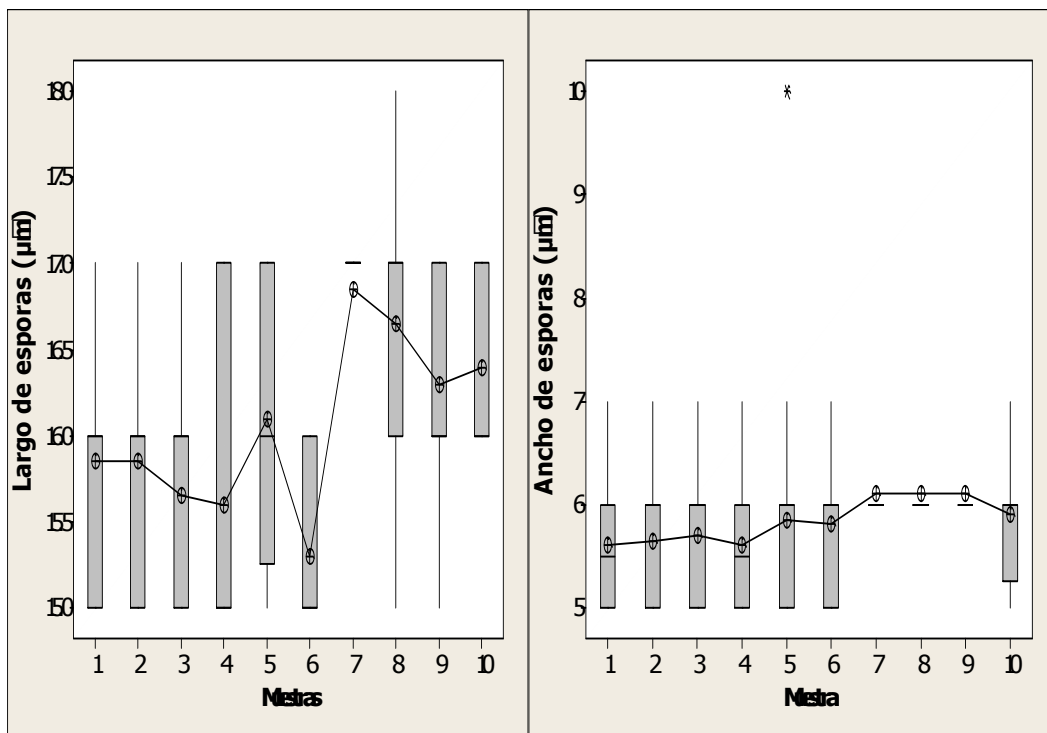 Largo de esporas (µm)
18.0
17.5
17.0
16.5
16.0
15.5
15.0
1 2 3 4 5 6 7 8 9 10
Muestras
Ancho de esporas (µm)
10
9
8
7
6
5
1 2 3 4 5 6 7 8 9 10
Muestra